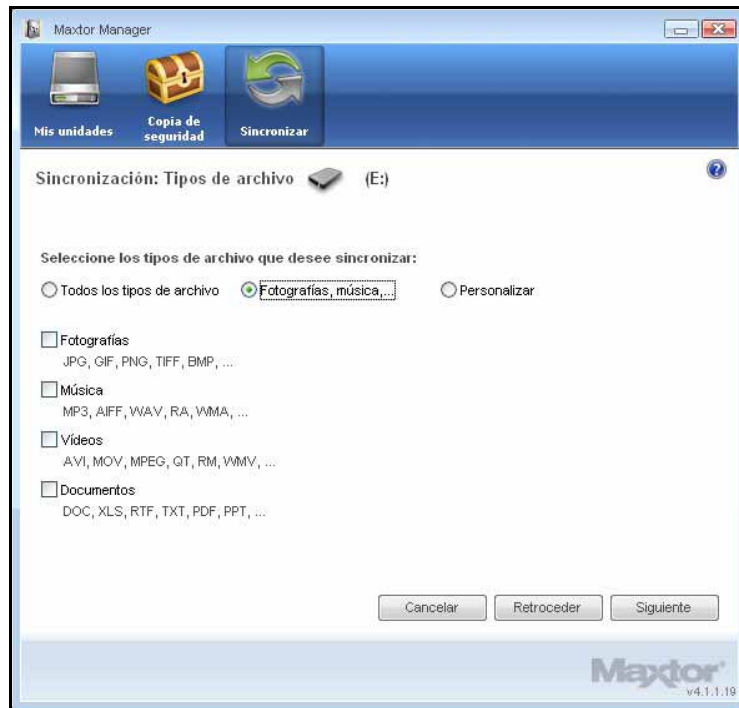 Maxtor Manager
Mis unidades
Copia de
seguridad
Sincronizar
Sincronización: Tipos de archivo (E:)
Seleccione los tipos de archivo que desee sincronizar:
Todos los tipos de archivo Fotografías, música,... Personalizar
Fotografías
JPG, GIF, PNG, TIFF, BMP, ...
Música
MP3, AIFF, WAV, RA, WMA, ...
Vídeos
AVI, MOV, MPEG, QT, RM, WMV, ...
Documentos
DOC, XLS, RTF, TXT, PDF, PPT, ...
Cancelar Retroceder Siguiente
Maxtor
v4.1.1.19